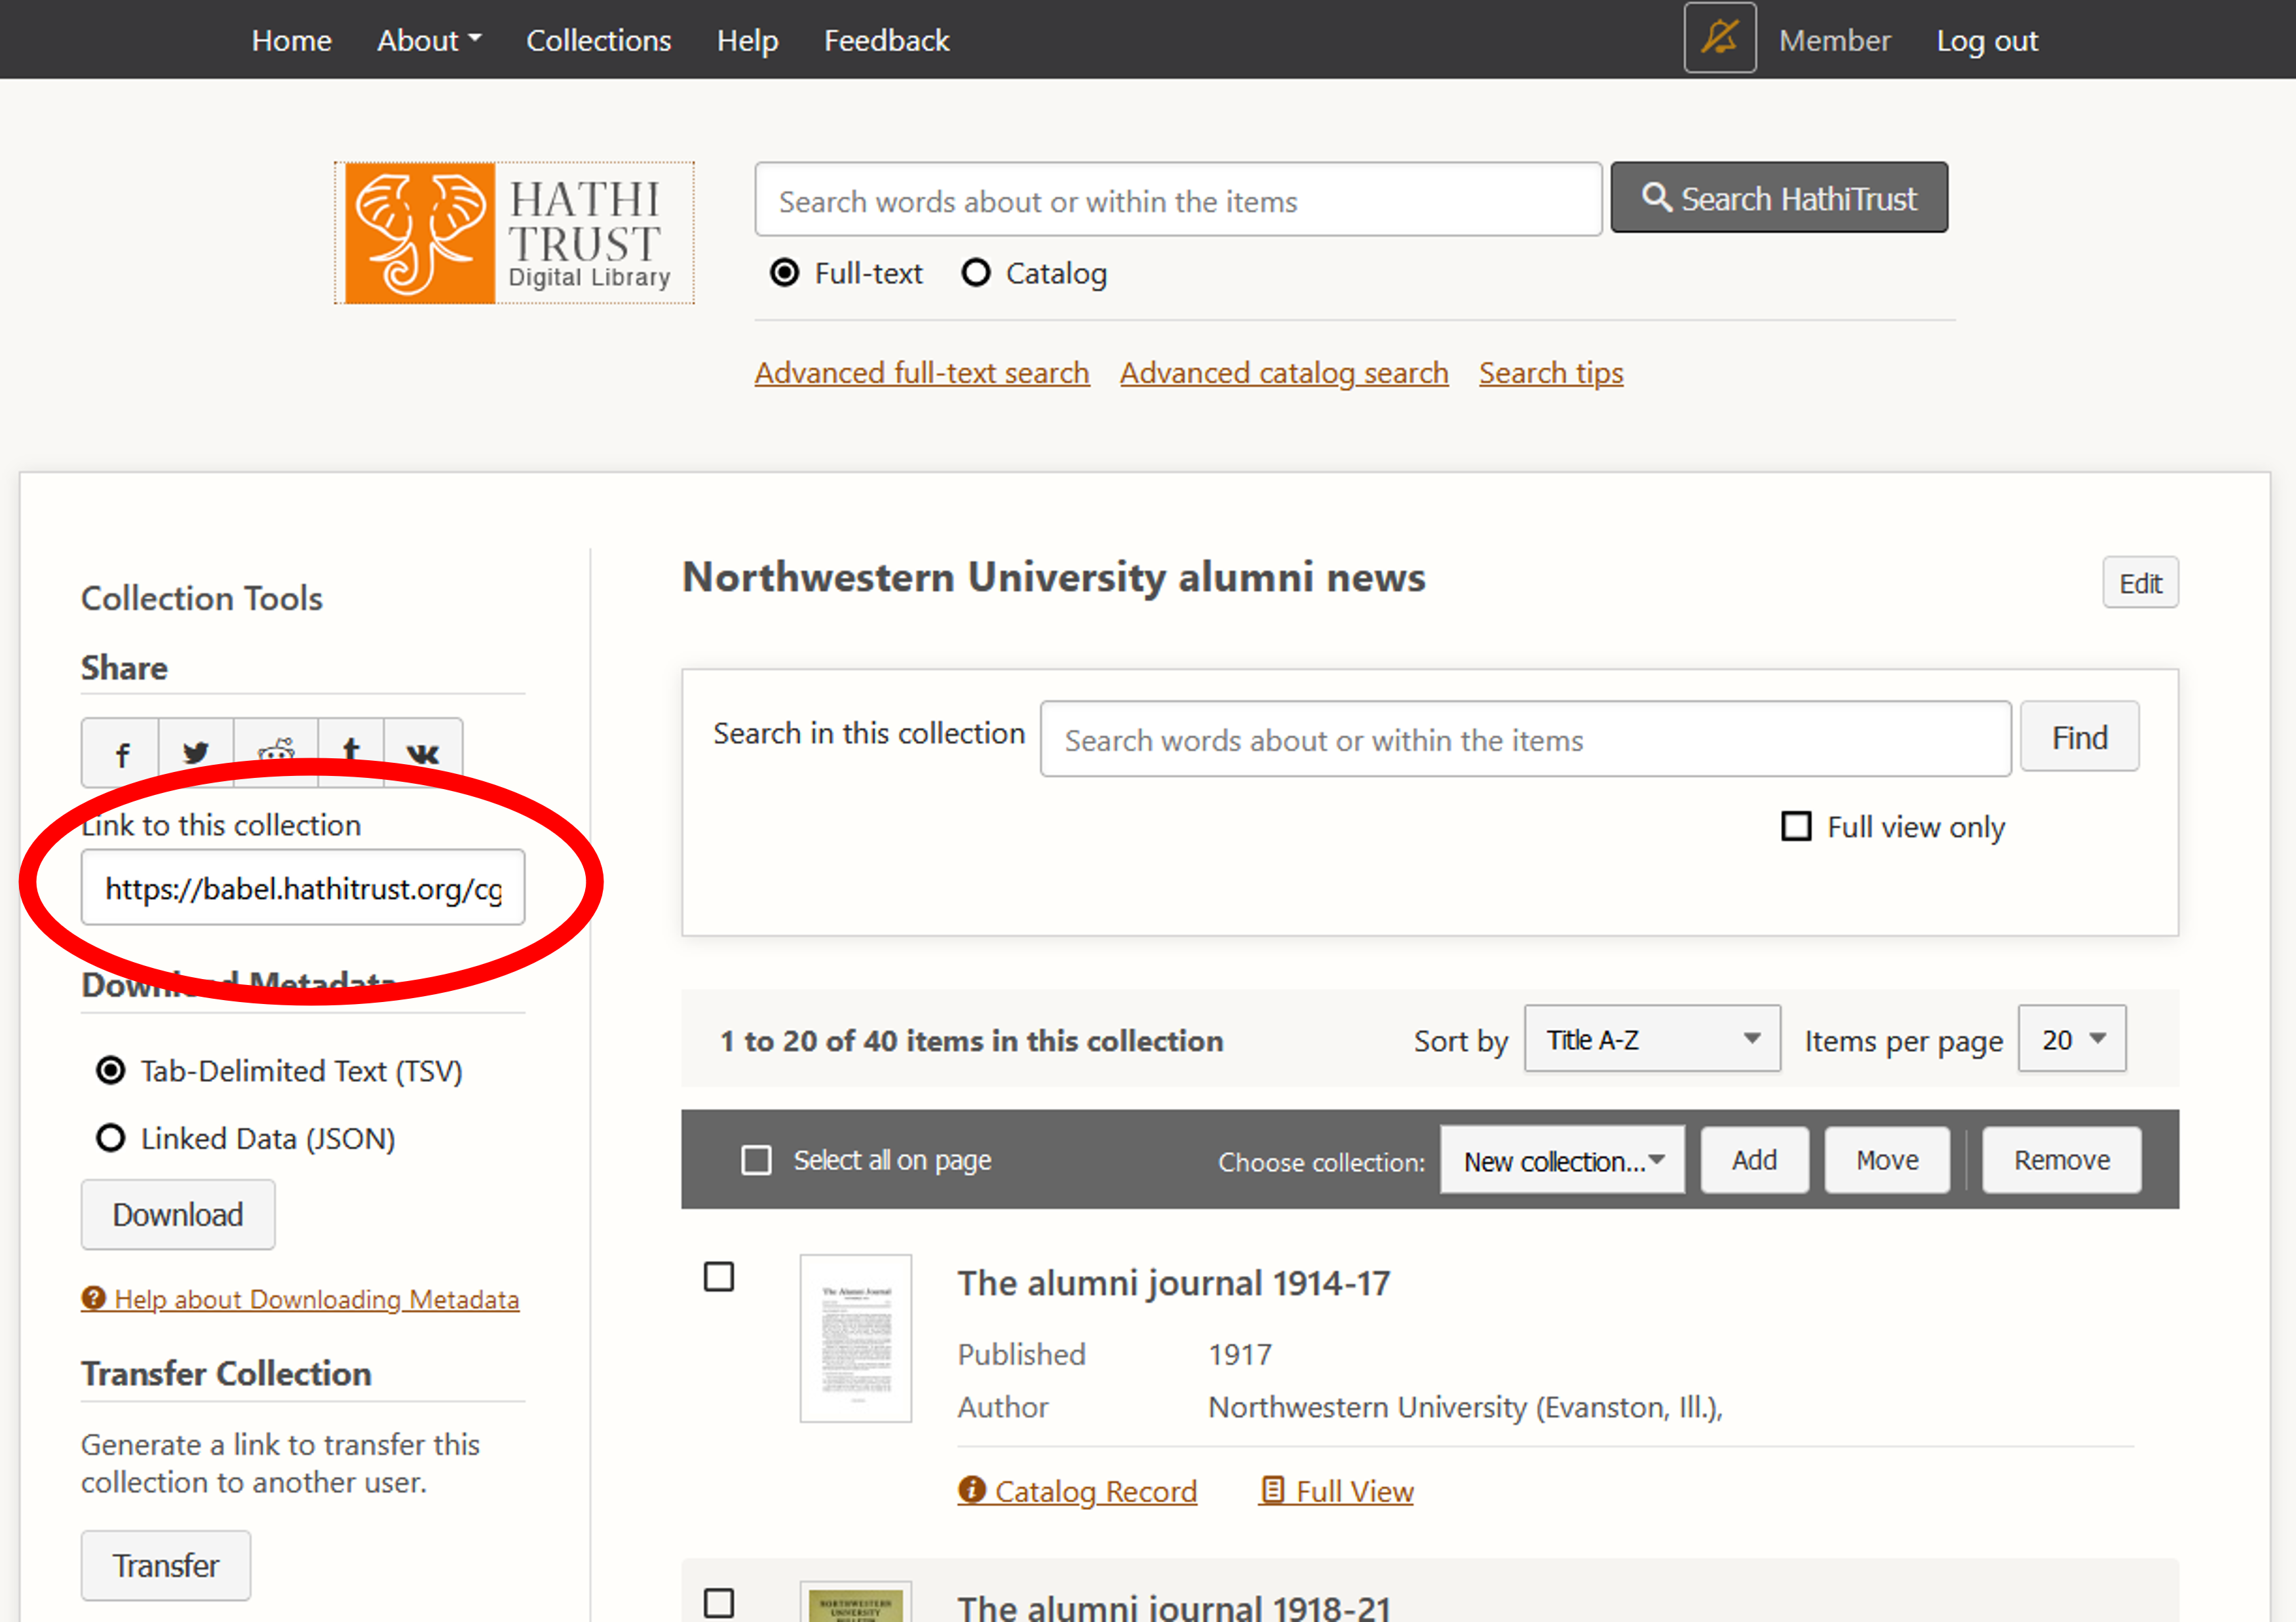 Home About Collections Help Feedback Member Log out
HATHI
TRUST
Digital Library
Search words about or within the items
Search HathiTrust
Full-text Catalog
Advanced full-text search Advanced catalog search Search tips
Collection Tools
Share
f t
Link to this collection
https://babel.hathitrust.org/cg
Download Metadata
Tab-Delimited Text (TSV)
Linked Data (JSON)
Download
Help about Downloading Metadata
Transfer Collection
Generate a link to transfer this
collection to another user.
Transfer
Northwestern University alumni news
Edit
Search in this collection Search words about or within the items Find
Full view only
1 to 20 of 40 items in this collection Sort by Title A-Z Items per page 20
Select all on page Choose collection: New collection... Add Move Remove
The Alumni Journal
The alumni journal 1914-17
Published 1917
Author Northwestern University (Evanston, Ill.),
Catalog Record Full View
NORTHWESTERN
UNIVERSITY
The alumni journal 1918-21